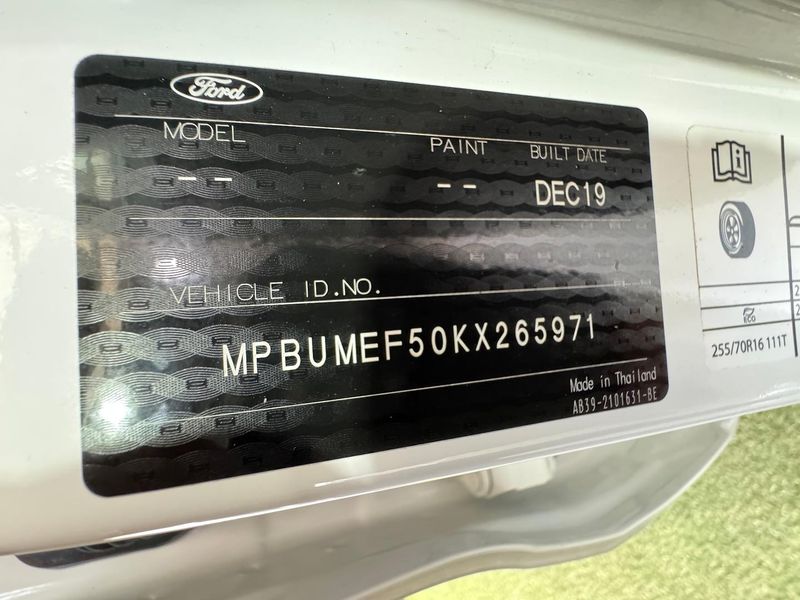 Ford
MODEL
PAINT
BUILT DATE
--
--
DEC19
VEHICLE ID.NO.
MPBUMEF50KX265971
Made in Thailand
AB39-2101631-BE
i
ECO
255/70R16 111T